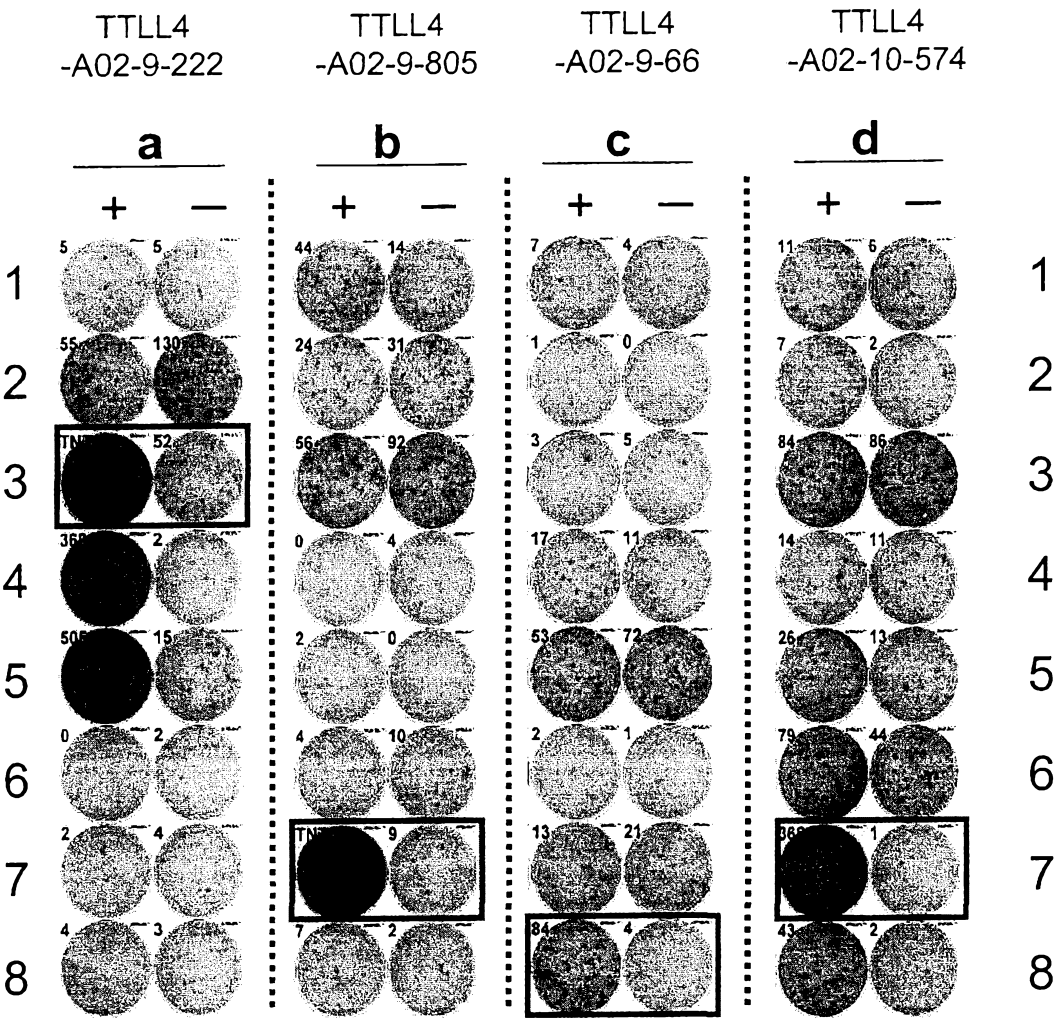 TTLL4 TTLL4 TTLL4 TTLL4
-A02-9-222 -A02-9-805 -A02-9-66 -A02-10-574
a b c d
+ — + — + — + —
5 5 44 14 7 4 11 6
1 1
55 130 24 31 1 0 7 2
2 2
52 56 92 3 5 84 86
3 3
2 0 4 17 11 14 11
4 4
15 2 0 53 72 26 13
5 5
0 2 4 10 2 1 79 44
6 6
2 4 9 13 21 368 1
7 7
4 3 7 2 84 4 43 2
8 8